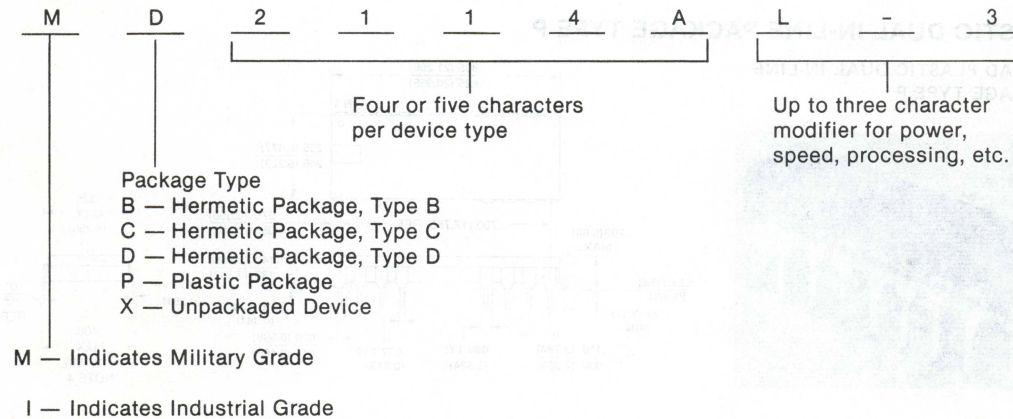 M D 2 1 1 4 A L - 3
Four or five characters
per device type
Up to three character
modifier for power,
speed, processing, etc.
Package Type
B — Hermetic Package, Type B
C — Hermetic Package, Type C
D — Hermetic Package, Type D
P — Plastic Package
X — Unpackaged Device
M — Indicates Military Grade
I — Indicates Industrial Grade